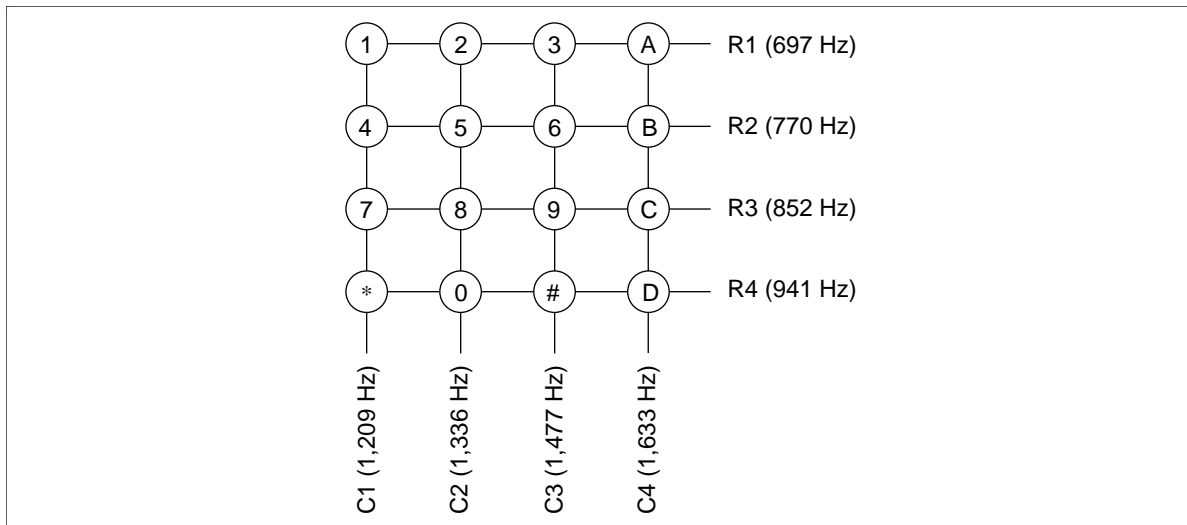 1 2 3 A R1 (697 Hz)
4 5 6 B R2 (770 Hz)
7 8 9 C R3 (852 Hz)
* 0 # D R4 (941 Hz)
C1 (1,209 Hz)
C2 (1,336 Hz)
C3 (1,477 Hz)
C4 (1,633 Hz)